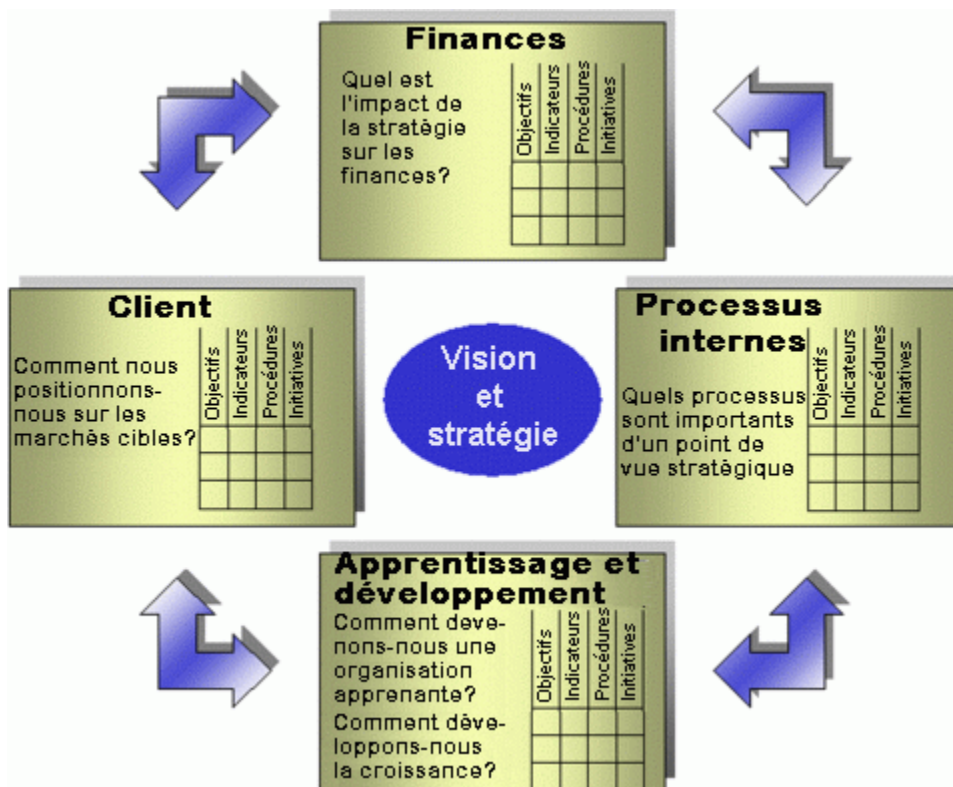 Finances
Quel est
l'impact de
la stratégie
sur les
finances?
Objectifs
Indicateurs
Procédures
Initiatives
Client
Comment nous
positionnons-
nous sur les
marchés cibles?
Objectifs
Indicateurs
Procédures
Initiatives
Vision
et
stratégie
Processus
internes
Quels processus
sont importants
d'un point de
vue stratégique
Objectifs
Indicateurs
Procédures
Initiatives
Apprentissage et
développement
Comment deve-
nons-nous une
organisation
apprenante?
Comment déve-
loppons-nous
la croissance?
Objectifs
Indicateurs
Procédures
Initiatives